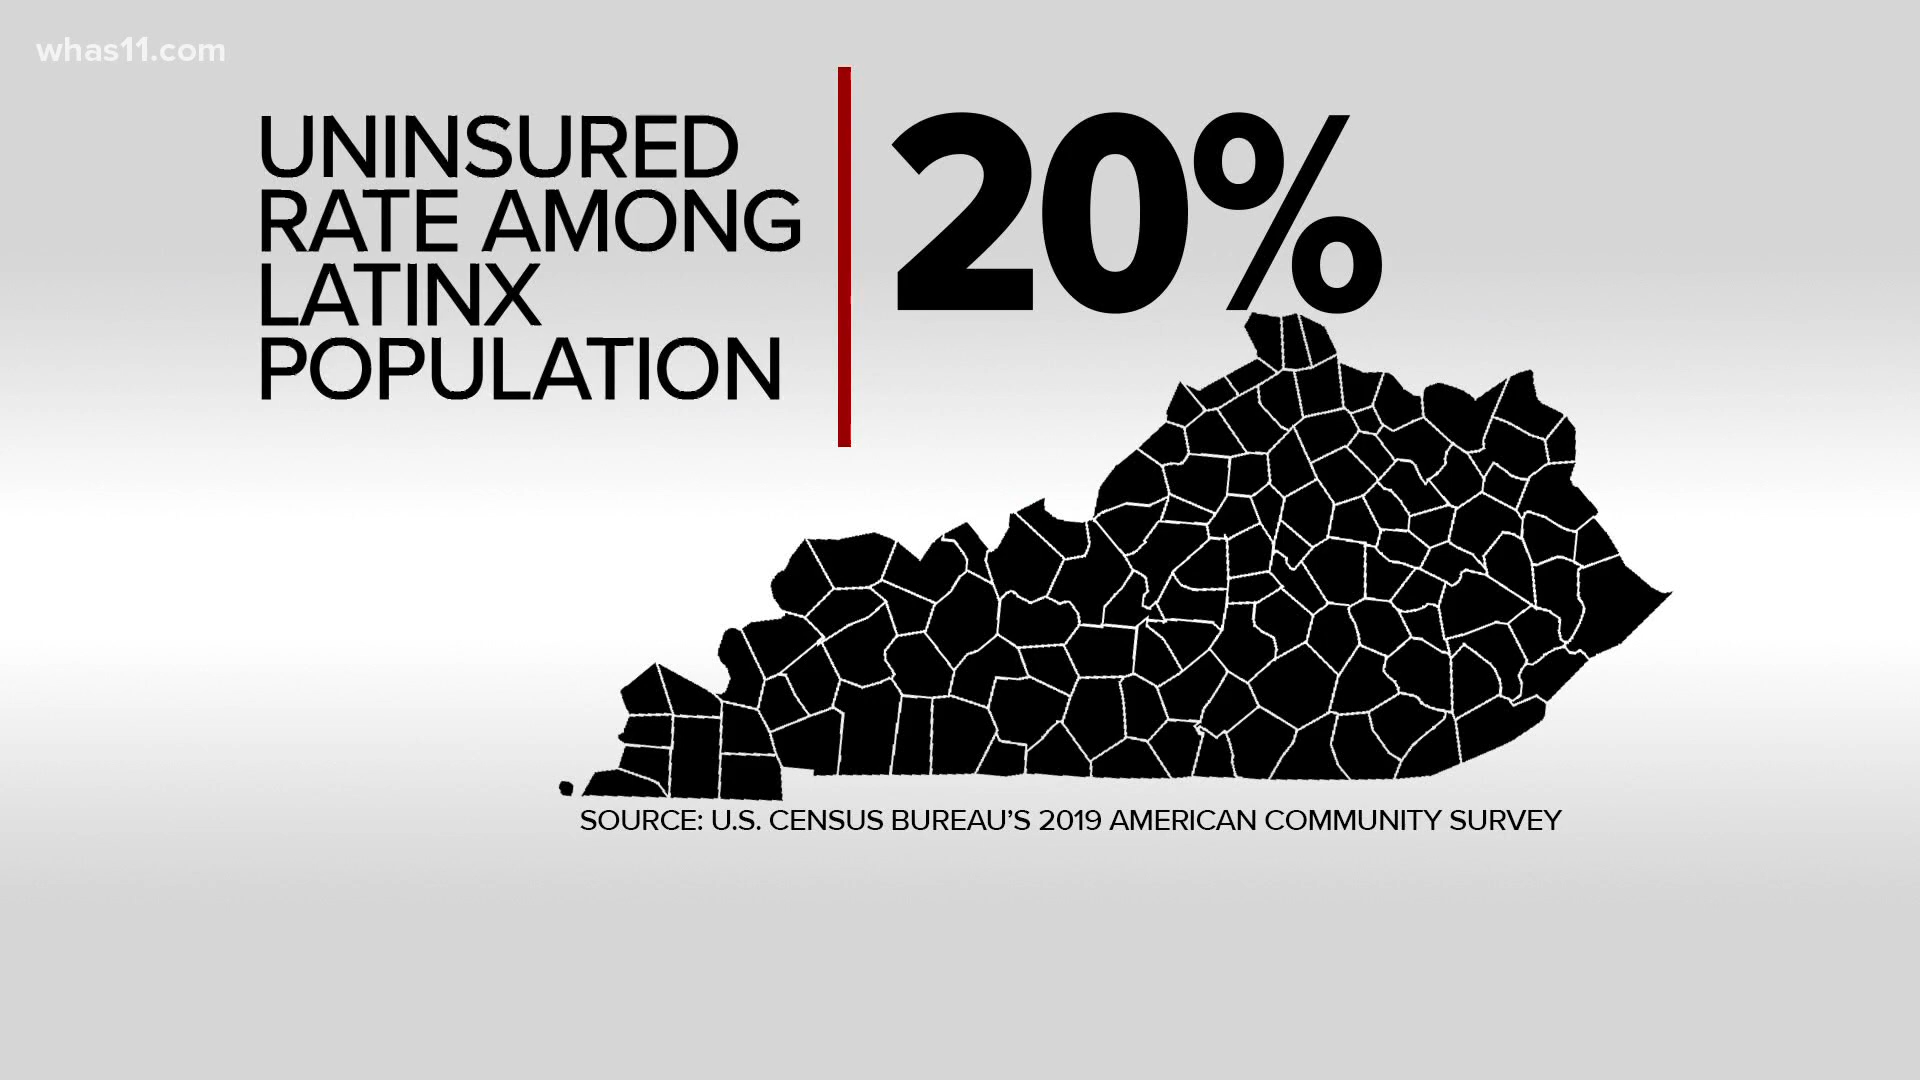 whas11.com
UNINSURED
RATE AMONG
LATINX
POPULATION
20%
SOURCE: U.S. CENSUS BUREAU'S 2019 AMERICAN COMMUNITY SURVEY